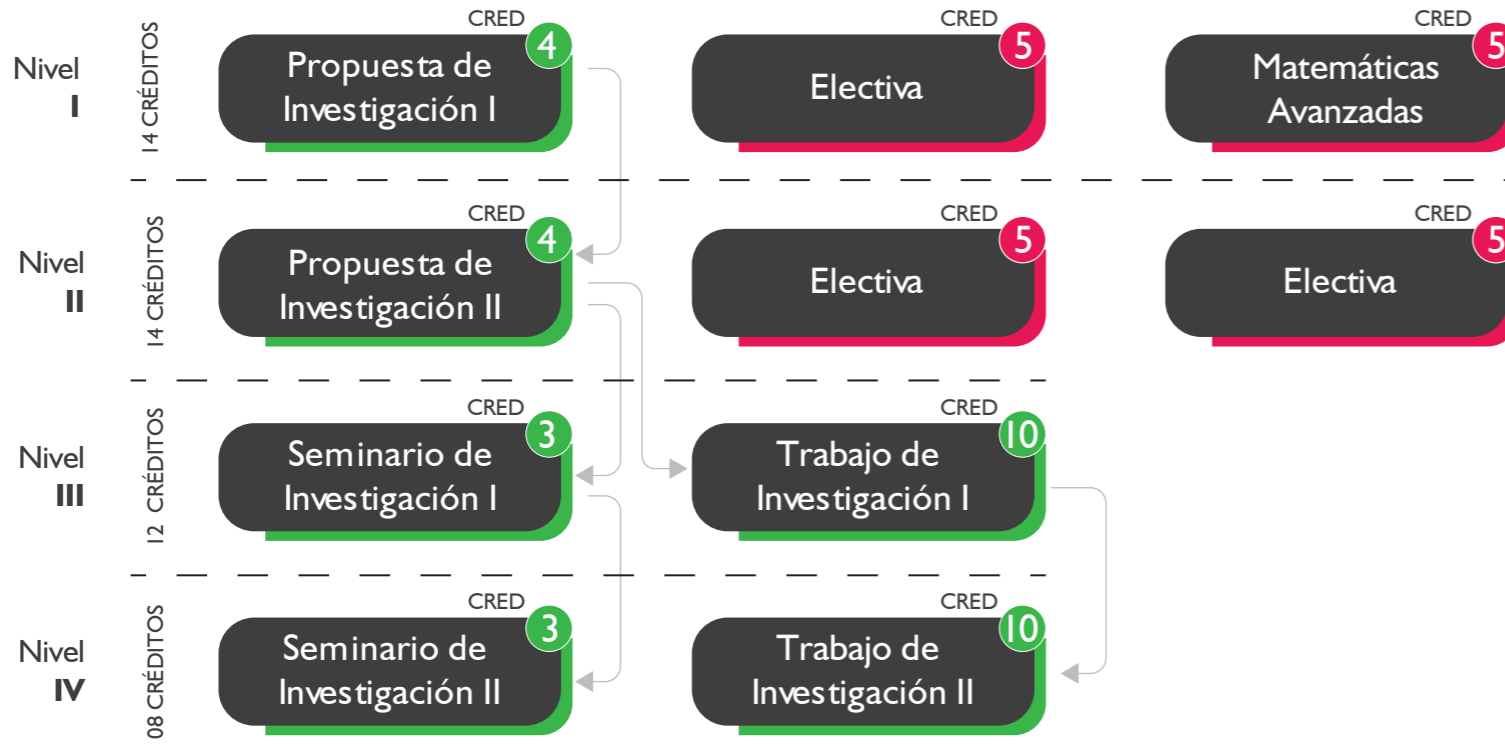 Nivel
I
14 CRÉDITOS
CRED
4
Propuesta de
Investigación I
CRED
5
Electiva
CRED
5
Matemáticas
Avanzadas
Nivel
II
14 CRÉDITOS
CRED
4
Propuesta de
Investigación II
CRED
5
Electiva
CRED
5
Electiva
Nivel
III
12 CRÉDITOS
CRED
3
Seminario de
Investigación I
CRED
10
Trabajo de
Investigación I
Nivel
IV
08 CRÉDITOS
CRED
3
Seminario de
Investigación II
CRED
10
Trabajo de
Investigación II